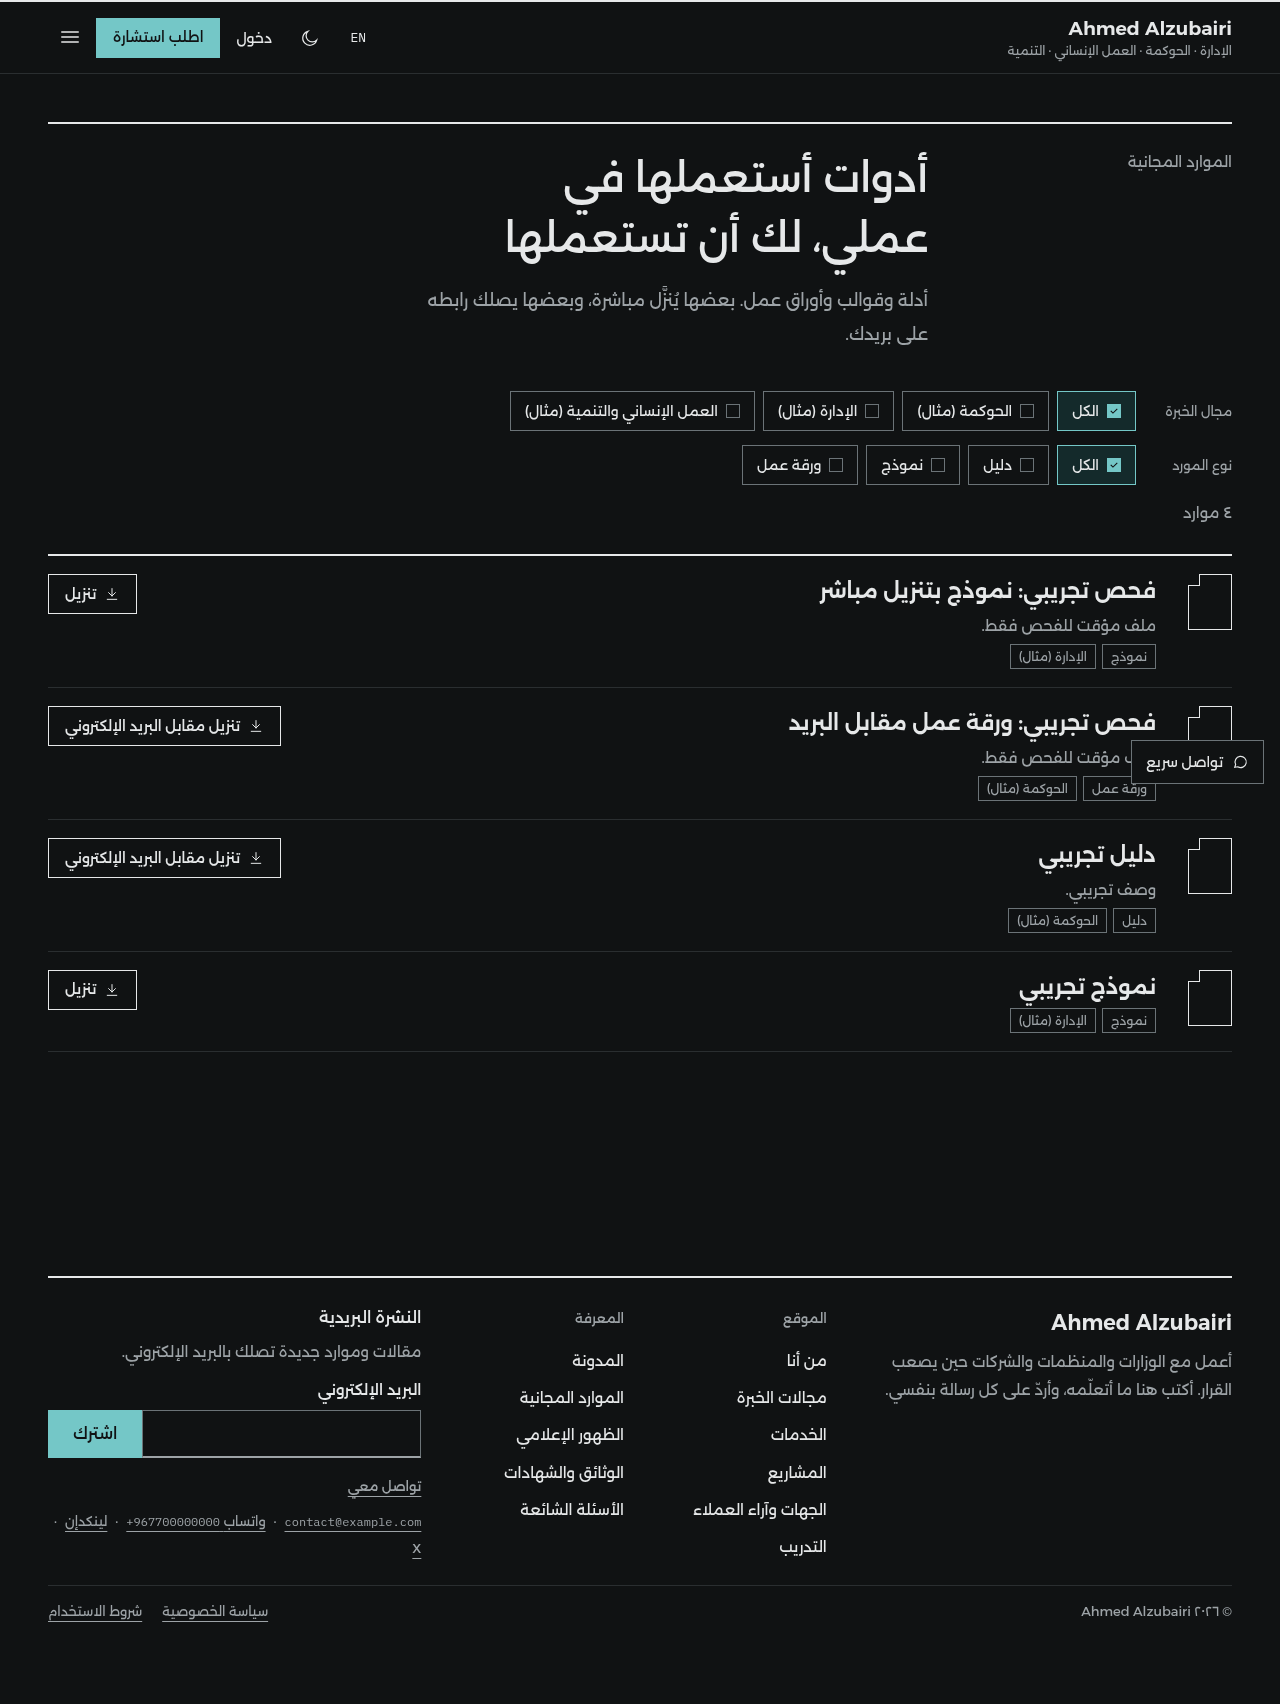 Ahmed Alzubairi
الإدارة · الحوكمة · العمل الإنساني · التنمية
EN
دخول
اطلب استشارة
الموارد المجانية
أدوات أستعملها في
عملي، لك أن تستعملها
أدلة وقوالب وأوراق عمل. بعضها يُنزَّل مباشرة، وبعضها يصلك رابطه
على بريدك.
مجال الخبرة
الكل
الحوكمة (مثال)
الإدارة (مثال)
العمل الإنساني والتنمية (مثال)
نوع المورد
الكل
دليل
نموذج
ورقة عمل
٤ موارد
فحص تجريبي: نموذج بتنزيل مباشر
ملف مؤقت للفحص فقط.
نموذج
الإدارة (مثال)
تنزيل
فحص تجريبي: ورقة عمل مقابل البريد
مؤقت للفحص فقط.
ورقة عمل
الحوكمة (مثال)
تنزيل مقابل البريد الإلكتروني
تواصل سريع
دليل تجريبي
وصف تجريبي.
دليل
الحوكمة (مثال)
تنزيل مقابل البريد الإلكتروني
نموذج تجريبي
نموذج
الإدارة (مثال)
تنزيل
Ahmed Alzubairi
أعمل مع الوزارات والمنظمات والشركات حين يصعب
القرار. أكتب هنا ما أتعلّمه، وأردّ على كل رسالة بنفسي.
الموقع
من أنا
مجالات الخبرة
الخدمات
المشاريع
الجهات وآراء العملاء
التدريب
المعرفة
المدونة
الموارد المجانية
الظهور الإعلامي
الوثائق والشهادات
الأسئلة الشائعة
النشرة البريدية
مقالات وموارد جديدة تصلك بالبريد الإلكتروني.
البريد الإلكتروني
اشترك
تواصل معي
contact@example.com · واتساب +967700000000 · لينكدإن ·
X
© ٢٠٢٦ Ahmed Alzubairi
سياسة الخصوصية
شروط الاستخدام